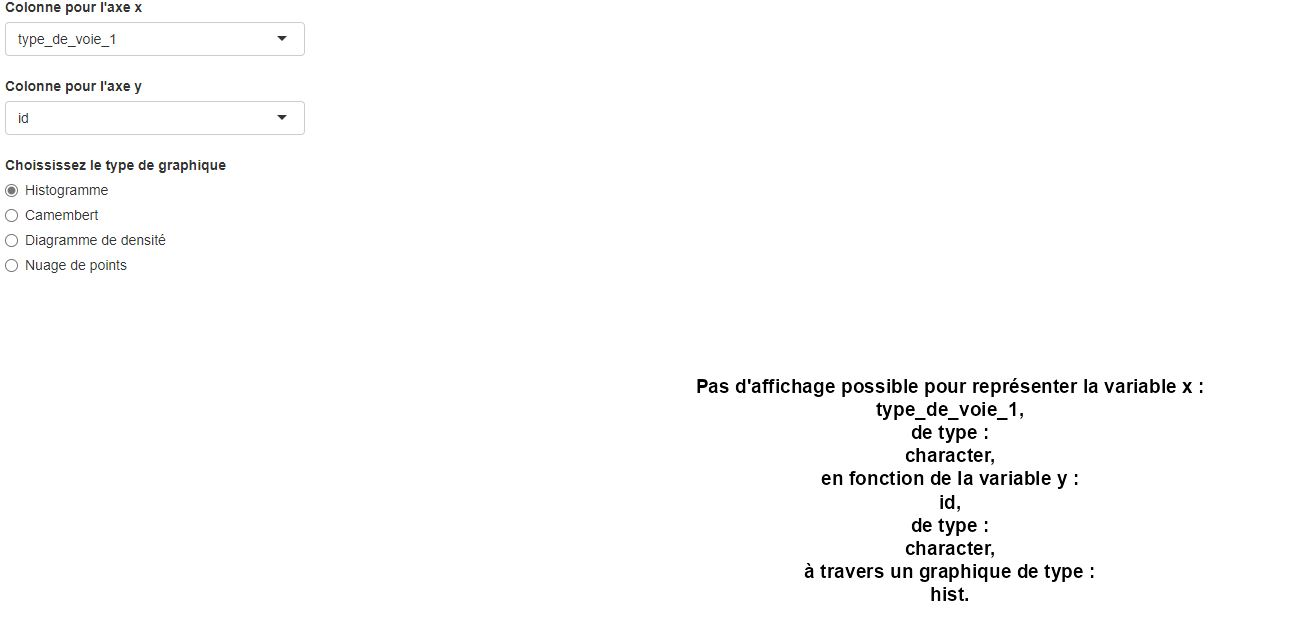 Colonne pour l'axe x
type_de_voie_1
Colonne pour l'axe y
id
Choississez le type de graphique
Histogramme
Camembert
Diagramme de densité
Nuage de points
Pas d'affichage possible pour représenter la variable x :
type_de_voie_1,
de type :
character,
en fonction de la variable y :
id,
de type :
character,
à travers un graphique de type :
hist.